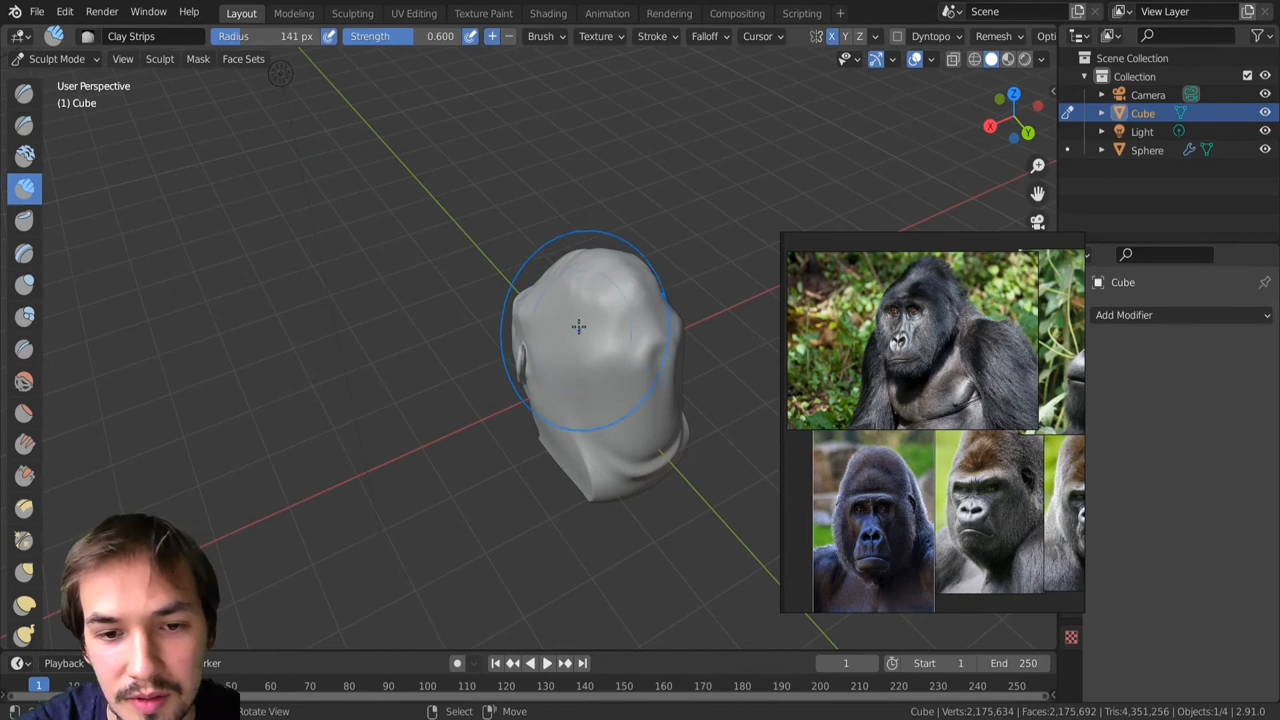 File Edit Render Window Help Layout Modeling Sculpting UV Editing Texture Paint Shading Animation Rendering Compositing Scripting + Scene View Layer
Clay Strips Radius 141 px Strength 0.600 Brush Texture Stroke Falloff Cursor X Y Z Dyntopo Remesh Opti
Sculpt Mode View Sculpt Mask Face Sets
Scene Collection
Collection
Camera
Cube
Light
Sphere
User Perspective
(1) Cube
Z
X
Y
Cube
Add Modifier
Playback
1 Start 1 End 250
1 50 60 70 80 90 100 110 120 130 140 150 160 170 180 190 200 210 220 230 240 250
Rotate View Select Move Cube | Verts:2,175,634 | Faces:2,175,692 | Tris:4,351,256 | Objects:1/4 | 2.91.0